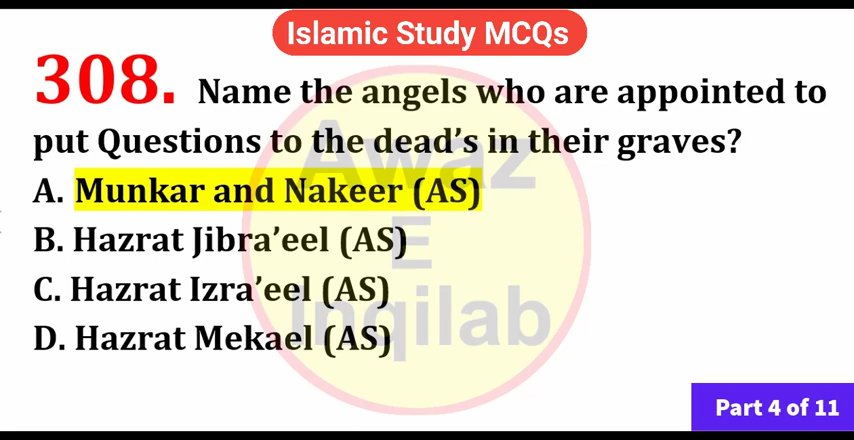 Islamic Study MCQs
308. Name the angels who are appointed to
put Questions to the dead's in their graves?
A. Munkar and Nakeer (AS)
B. Hazrat Jibra'eel (AS)
C. Hazrat Izra'eel (AS)
D. Hazrat Mekael (AS)
Awaz
E
Inqilab
Part 4 of 11